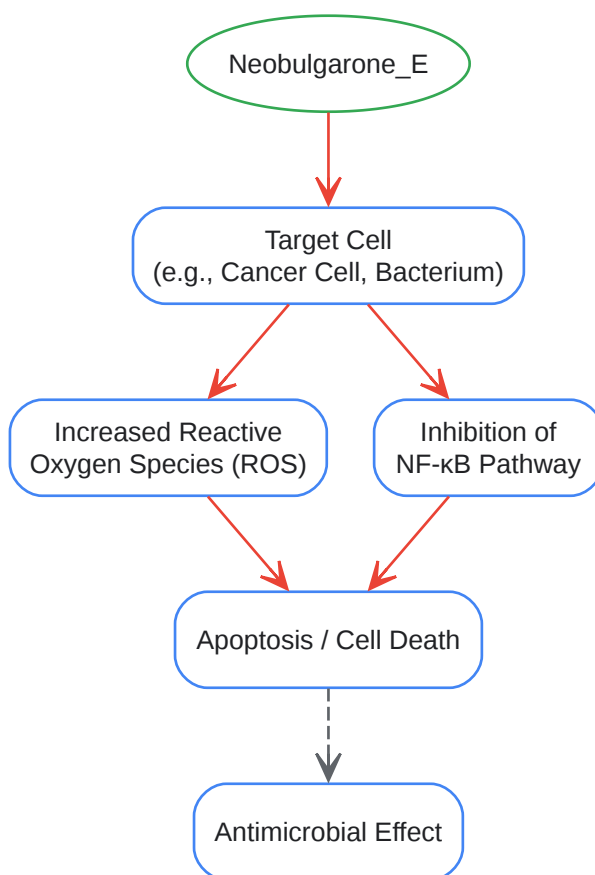 Neobulgarone_E
Target Cell
(e.g., Cancer Cell, Bacterium)
Increased Reactive
Oxygen Species (ROS)
Inhibition of
NF-κB Pathway
Apoptosis / Cell Death
Antimicrobial Effect